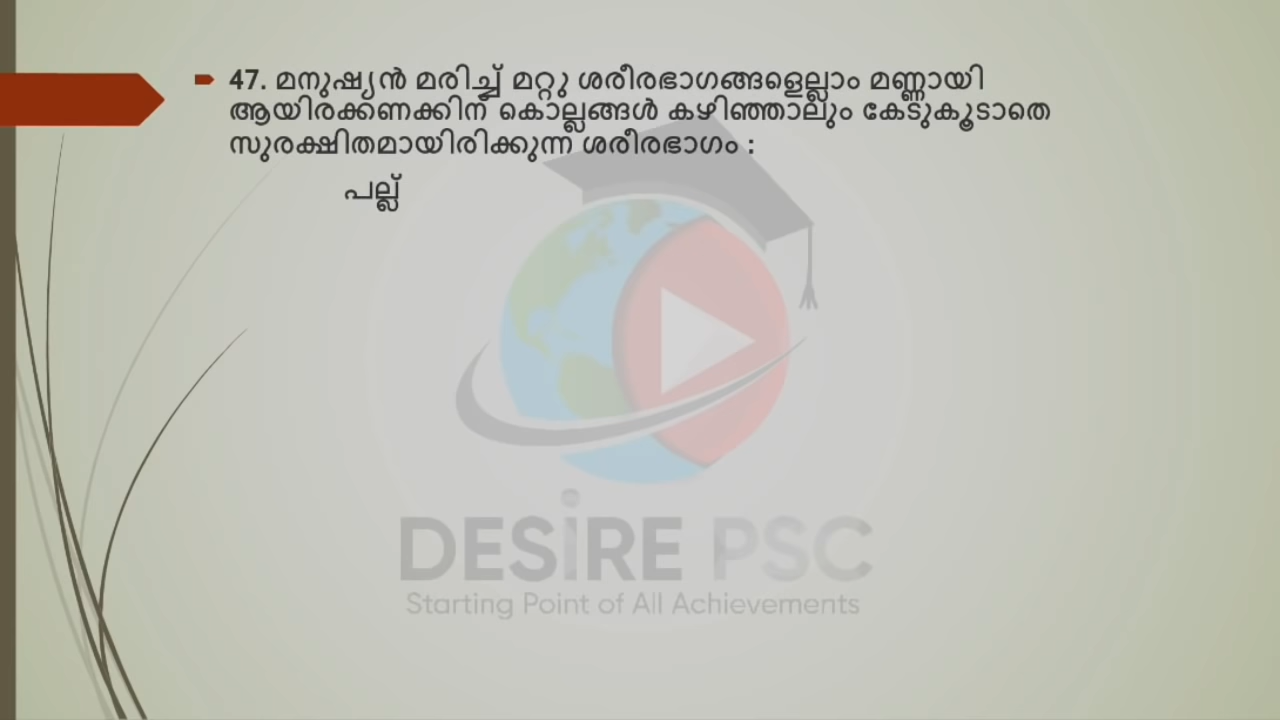 47. മനുഷ്യൻ മരിച്ച് മറ്റു ശരീരഭാഗങ്ങളെല്ലാം മണ്ണായി
ആയിരക്കണക്കിന് കൊല്ലങ്ങൾ കഴിഞ്ഞാലും കേടുകൂടാതെ
സുരക്ഷിതമായിരിക്കുന്ന ശരീരഭാഗം :
പല്ല്
DESIRE PSC
Starting Point of All Achievements